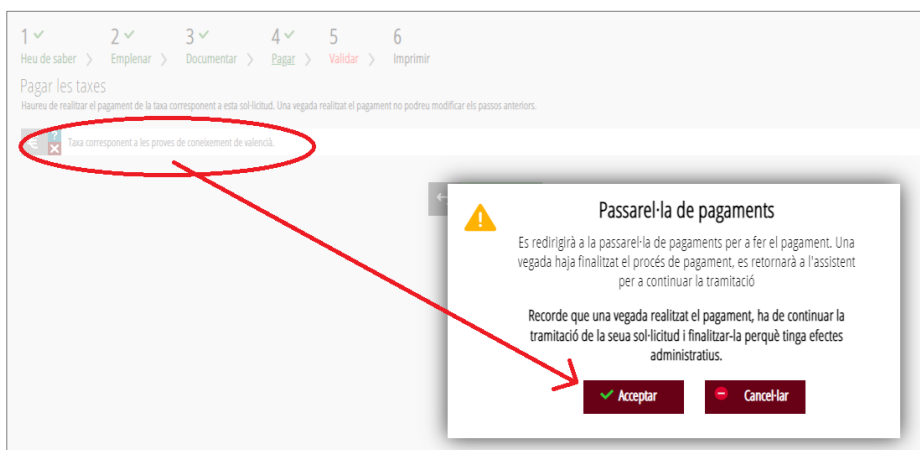 1 2 3 4 5 6
Heu de saber Emplenar Documentar Pagar Validar Imprimir
Pagar les taxes
Haureu de realitzar el pagament de la taxa corresponent a esta sol·licitud. Una vegada realitzat el pagament no podreu modificar els passos anteriors.
€ ? Taxa corresponent a les proves de coneixement de valencià.
Passarel·la de pagaments
Es redirigirà a la passarel·la de pagaments per a fer el pagament. Una
vegada haja finalitzat el procés de pagament, es retornarà a l'assistent
per a continuar la tramitació
Recorde que una vegada realitzat el pagament, ha de continuar la
tramitació de la seua sol·licitud i finalitzar-la perquè tinga efectes
administratius.
Acceptar Cancel·lar